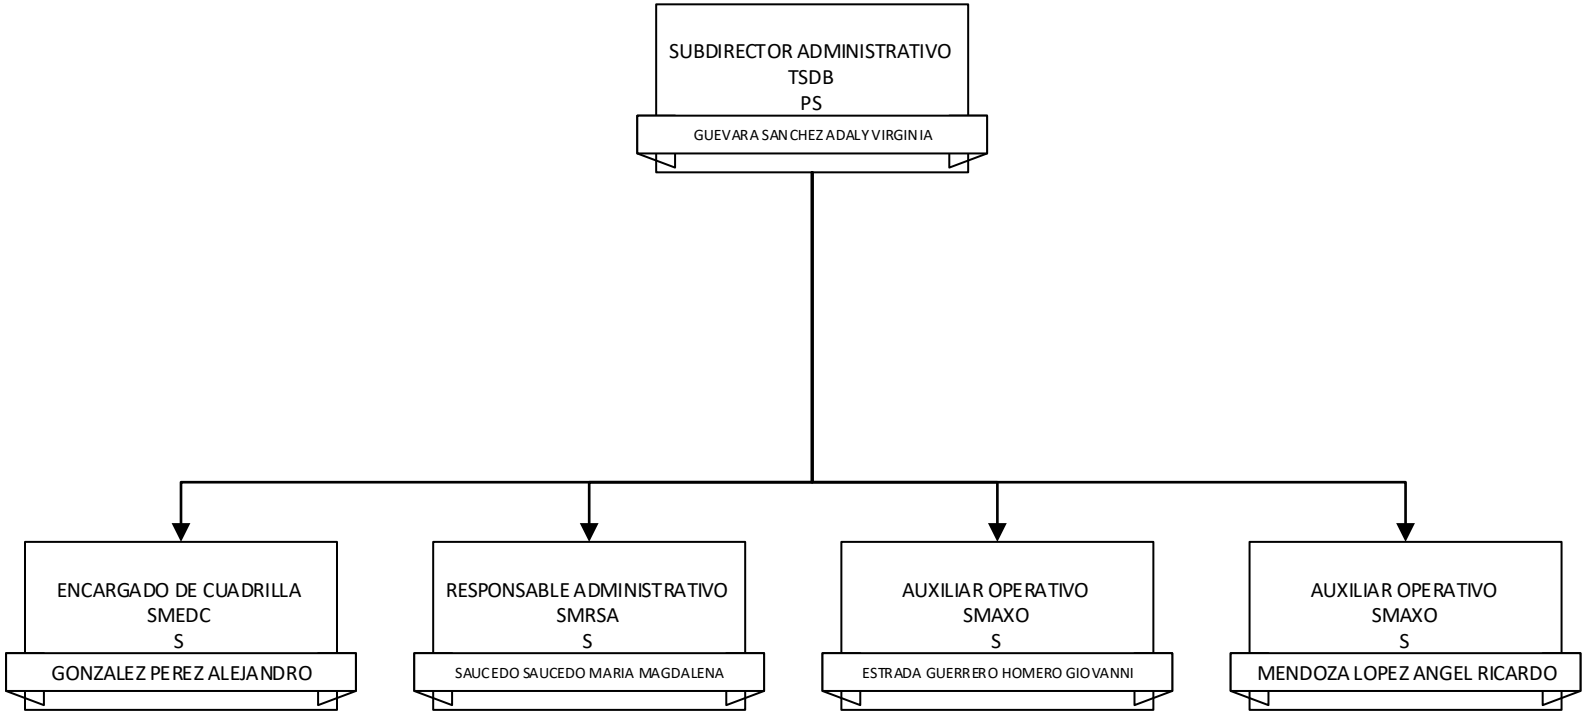 SUBDIRECTOR ADMINISTRATIVO
TSDB
PS
GUEVARA SANCHEZ ADALY VIRGINIA
ENCARGADO DE CUADRILLA
SMEDC
S
GONZALEZ PEREZ ALEJANDRO
RESPONSABLE ADMINISTRATIVO
SMRSA
S
SAUCEDO SAUCEDO MARIA MAGDALENA
AUXILIAR OPERATIVO
SMAXO
S
ESTRADA GUERRERO HOMERO GIOVANNI
AUXILIAR OPERATIVO
SMAXO
S
MENDOZA LOPEZ ANGEL RICARDO